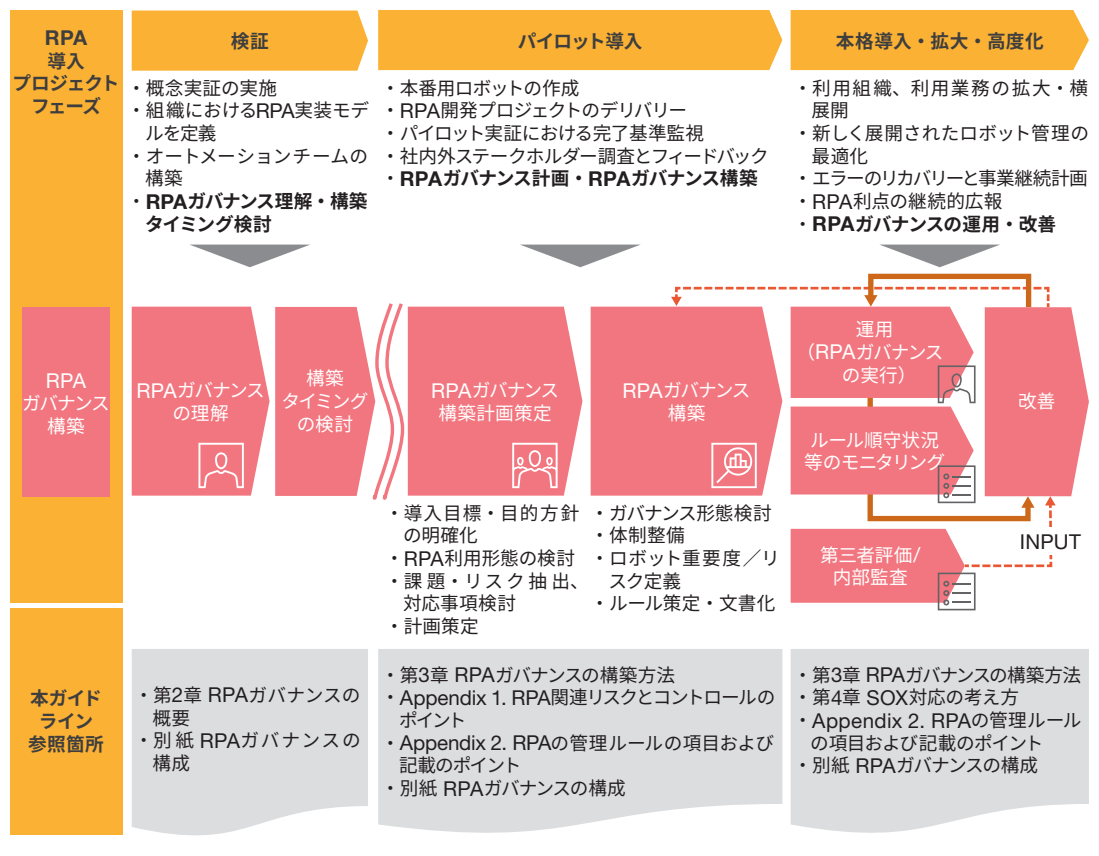 RPA
導入
プロジェクト
フェーズ
検証
・概念実証の実施
・組織におけるRPA実装モデ
ルを定義
・オートメーションチームの
構築
・RPAガバナンス理解・構築
タイミング検討
パイロット導入
・本番用ロボットの作成
・RPA開発プロジェクトのデリバリー
・パイロット実証における完了基準監視
・社内外ステークホルダー調査とフィードバック
・RPAガバナンス計画・RPAガバナンス構築
本格導入・拡大・高度化
・利用組織、利用業務の拡大・横
展開
・新しく展開されたロボット管理の
最適化
・エラーのリカバリーと事業継続計画
・RPA利点の継続的広報
・RPAガバナンスの運用・改善
RPA
ガバナンス
構築
RPAガバナンス
の理解
構築
タイミング
の検討
RPAガバナンス
構築計画策定
・導入目標・目的方針
の明確化
・RPA利用形態の検討
・課題・リスク抽出、
対応事項検討
・計画策定
RPAガバナンス
構築
・ガバナンス形態検討
・体制整備
・ロボット重要度／リ
スク定義
・ルール策定・文書化
運用
（RPAガバナンス
の実行）
ルール順守状況
等のモニタリング
第三者評価/
内部監査
改善
INPUT
本ガイド
ライン
参照箇所
・第2章 RPAガバナンスの
概要
・別紙 RPAガバナンスの
構成
・第3章 RPAガバナンスの構築方法
・Appendix 1. RPA関連リスクとコントロールの
ポイント
・Appendix 2. RPAの管理ルールの項目および
記載のポイント
・別紙 RPAガバナンスの構成
・第3章 RPAガバナンスの構築方法
・第4章 SOX対応の考え方
・Appendix 2. RPAの管理ルール
の項目および記載のポイント
・別紙 RPAガバナンスの構成